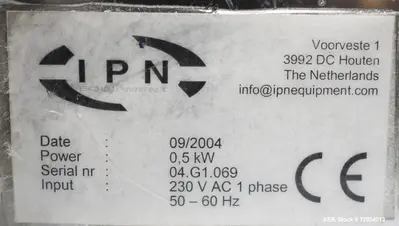 IPN
Voorveste 1
3992 DC Houten
The Netherlands
info@ipnequipment.com
Date : 09/2004
Power : 0,5 kW
Serial nr : 04.G1.069
Input : 230 V AC 1 phase
50 – 60 Hz
CE